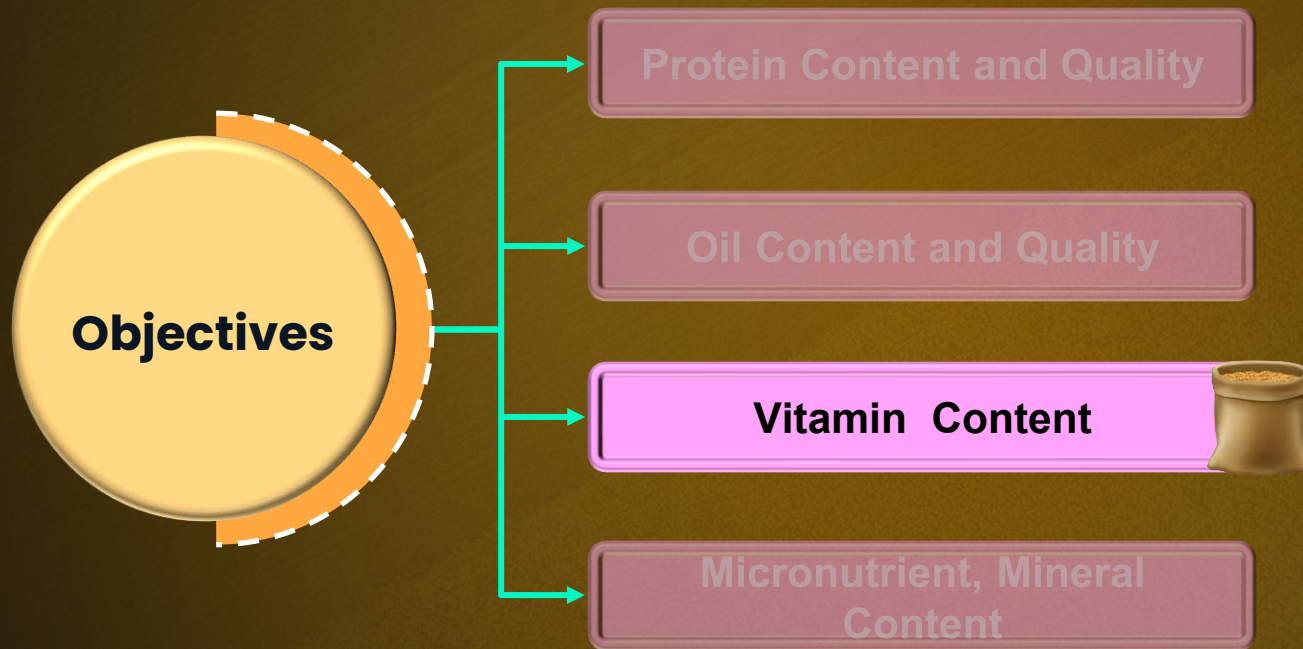 Objectives
Protein Content and Quality
Oil Content and Quality
Vitamin Content
Micronutrient, Mineral
Content